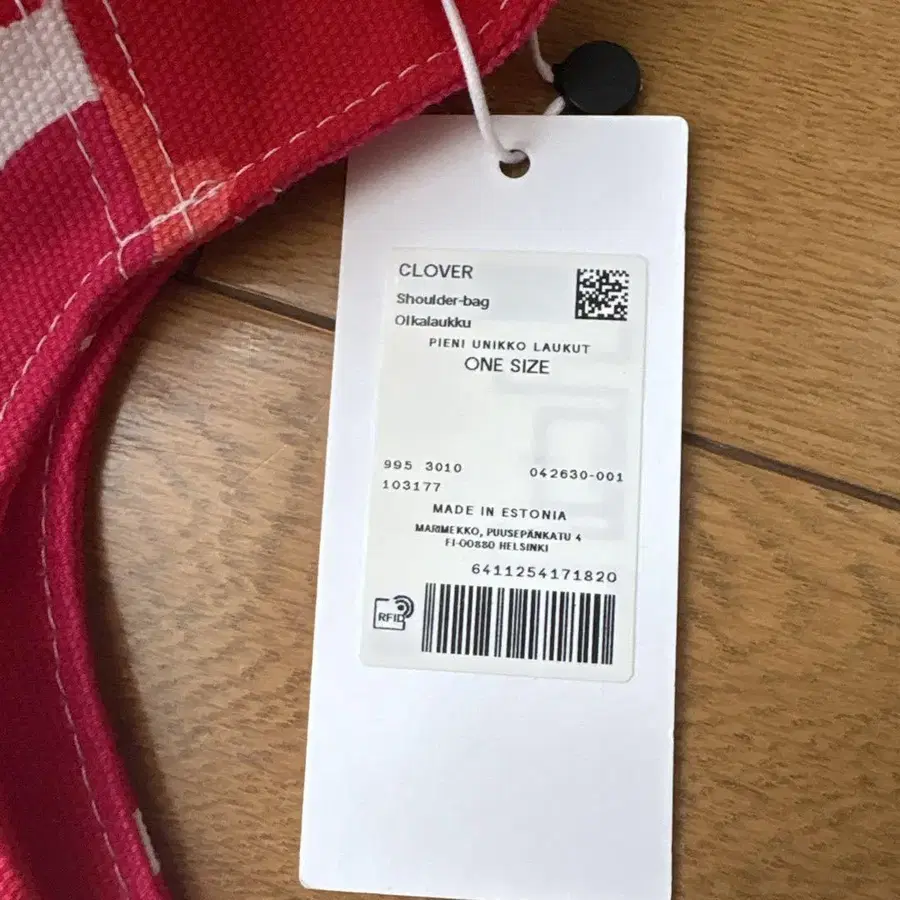 CLOVER
Shoulder-bag
Olkalaukku
PIENI UNIKKO LAUKUT
ONE SIZE
995 3010 042630-001
103177
MADE IN ESTONIA
MARIMEKKO, PUUSEPÄNKATU 4
FI-00880 HELSINKI
6411254171820
RFID